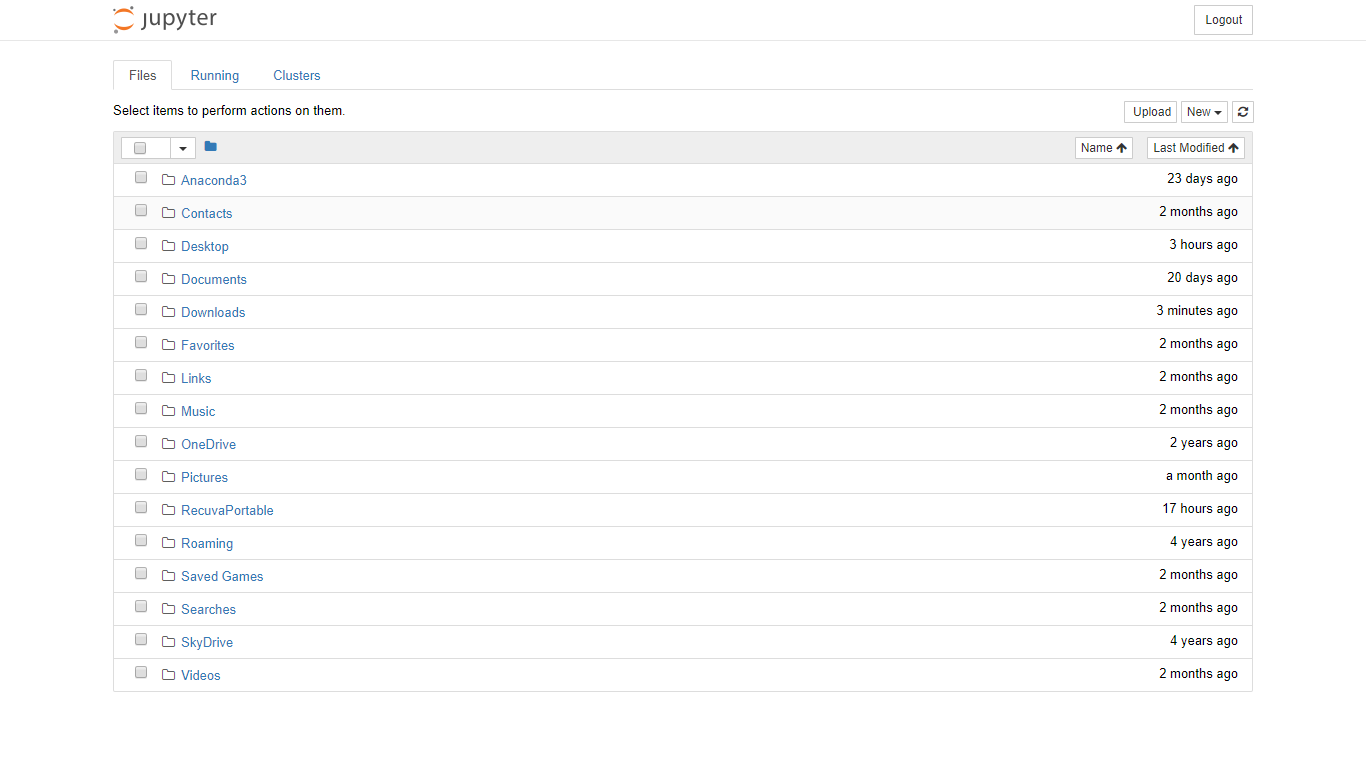 jupyter Logout
Files Running Clusters
Select items to perform actions on them. Upload New
Name Last Modified
Anaconda3 23 days ago
Contacts 2 months ago
Desktop 3 hours ago
Documents 20 days ago
Downloads 3 minutes ago
Favorites 2 months ago
Links 2 months ago
Music 2 months ago
OneDrive 2 years ago
Pictures a month ago
RecuvaPortable 17 hours ago
Roaming 4 years ago
Saved Games 2 months ago
Searches 2 months ago
SkyDrive 4 years ago
Videos 2 months ago